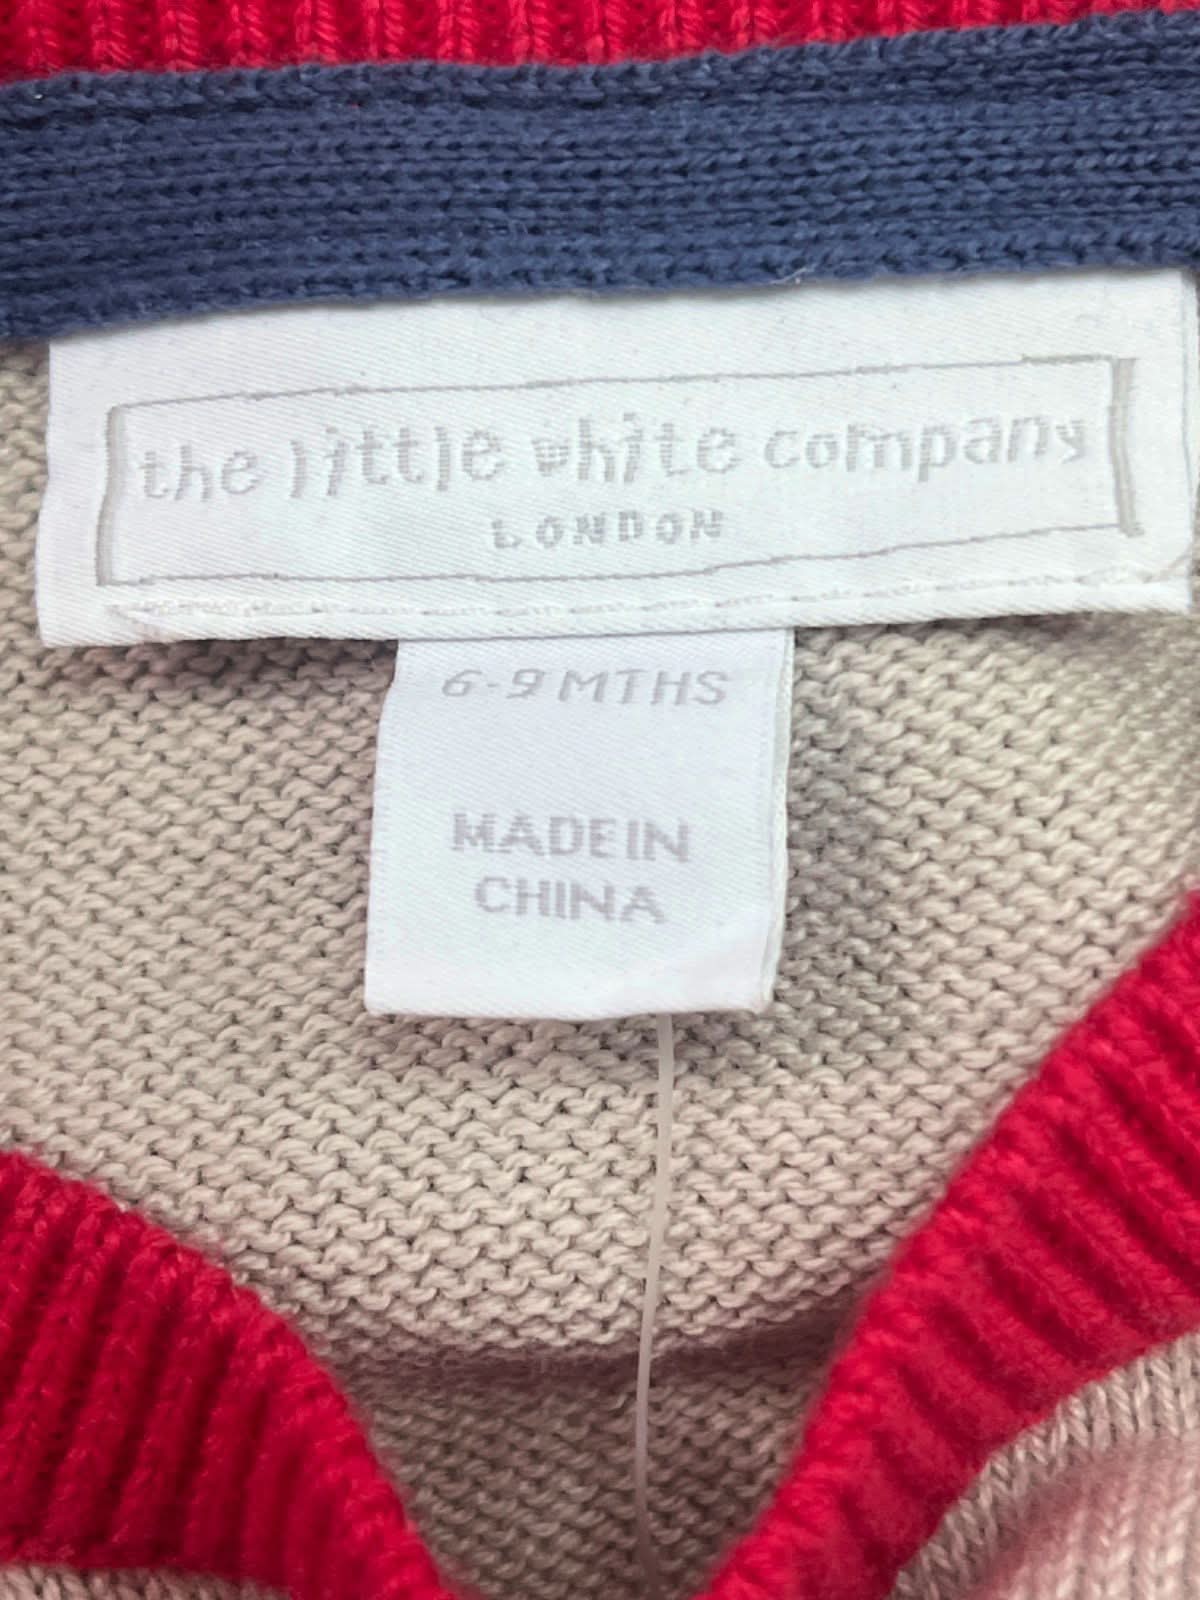 the little white company
LONDON
6-9 MTHS
MADE IN
CHINA